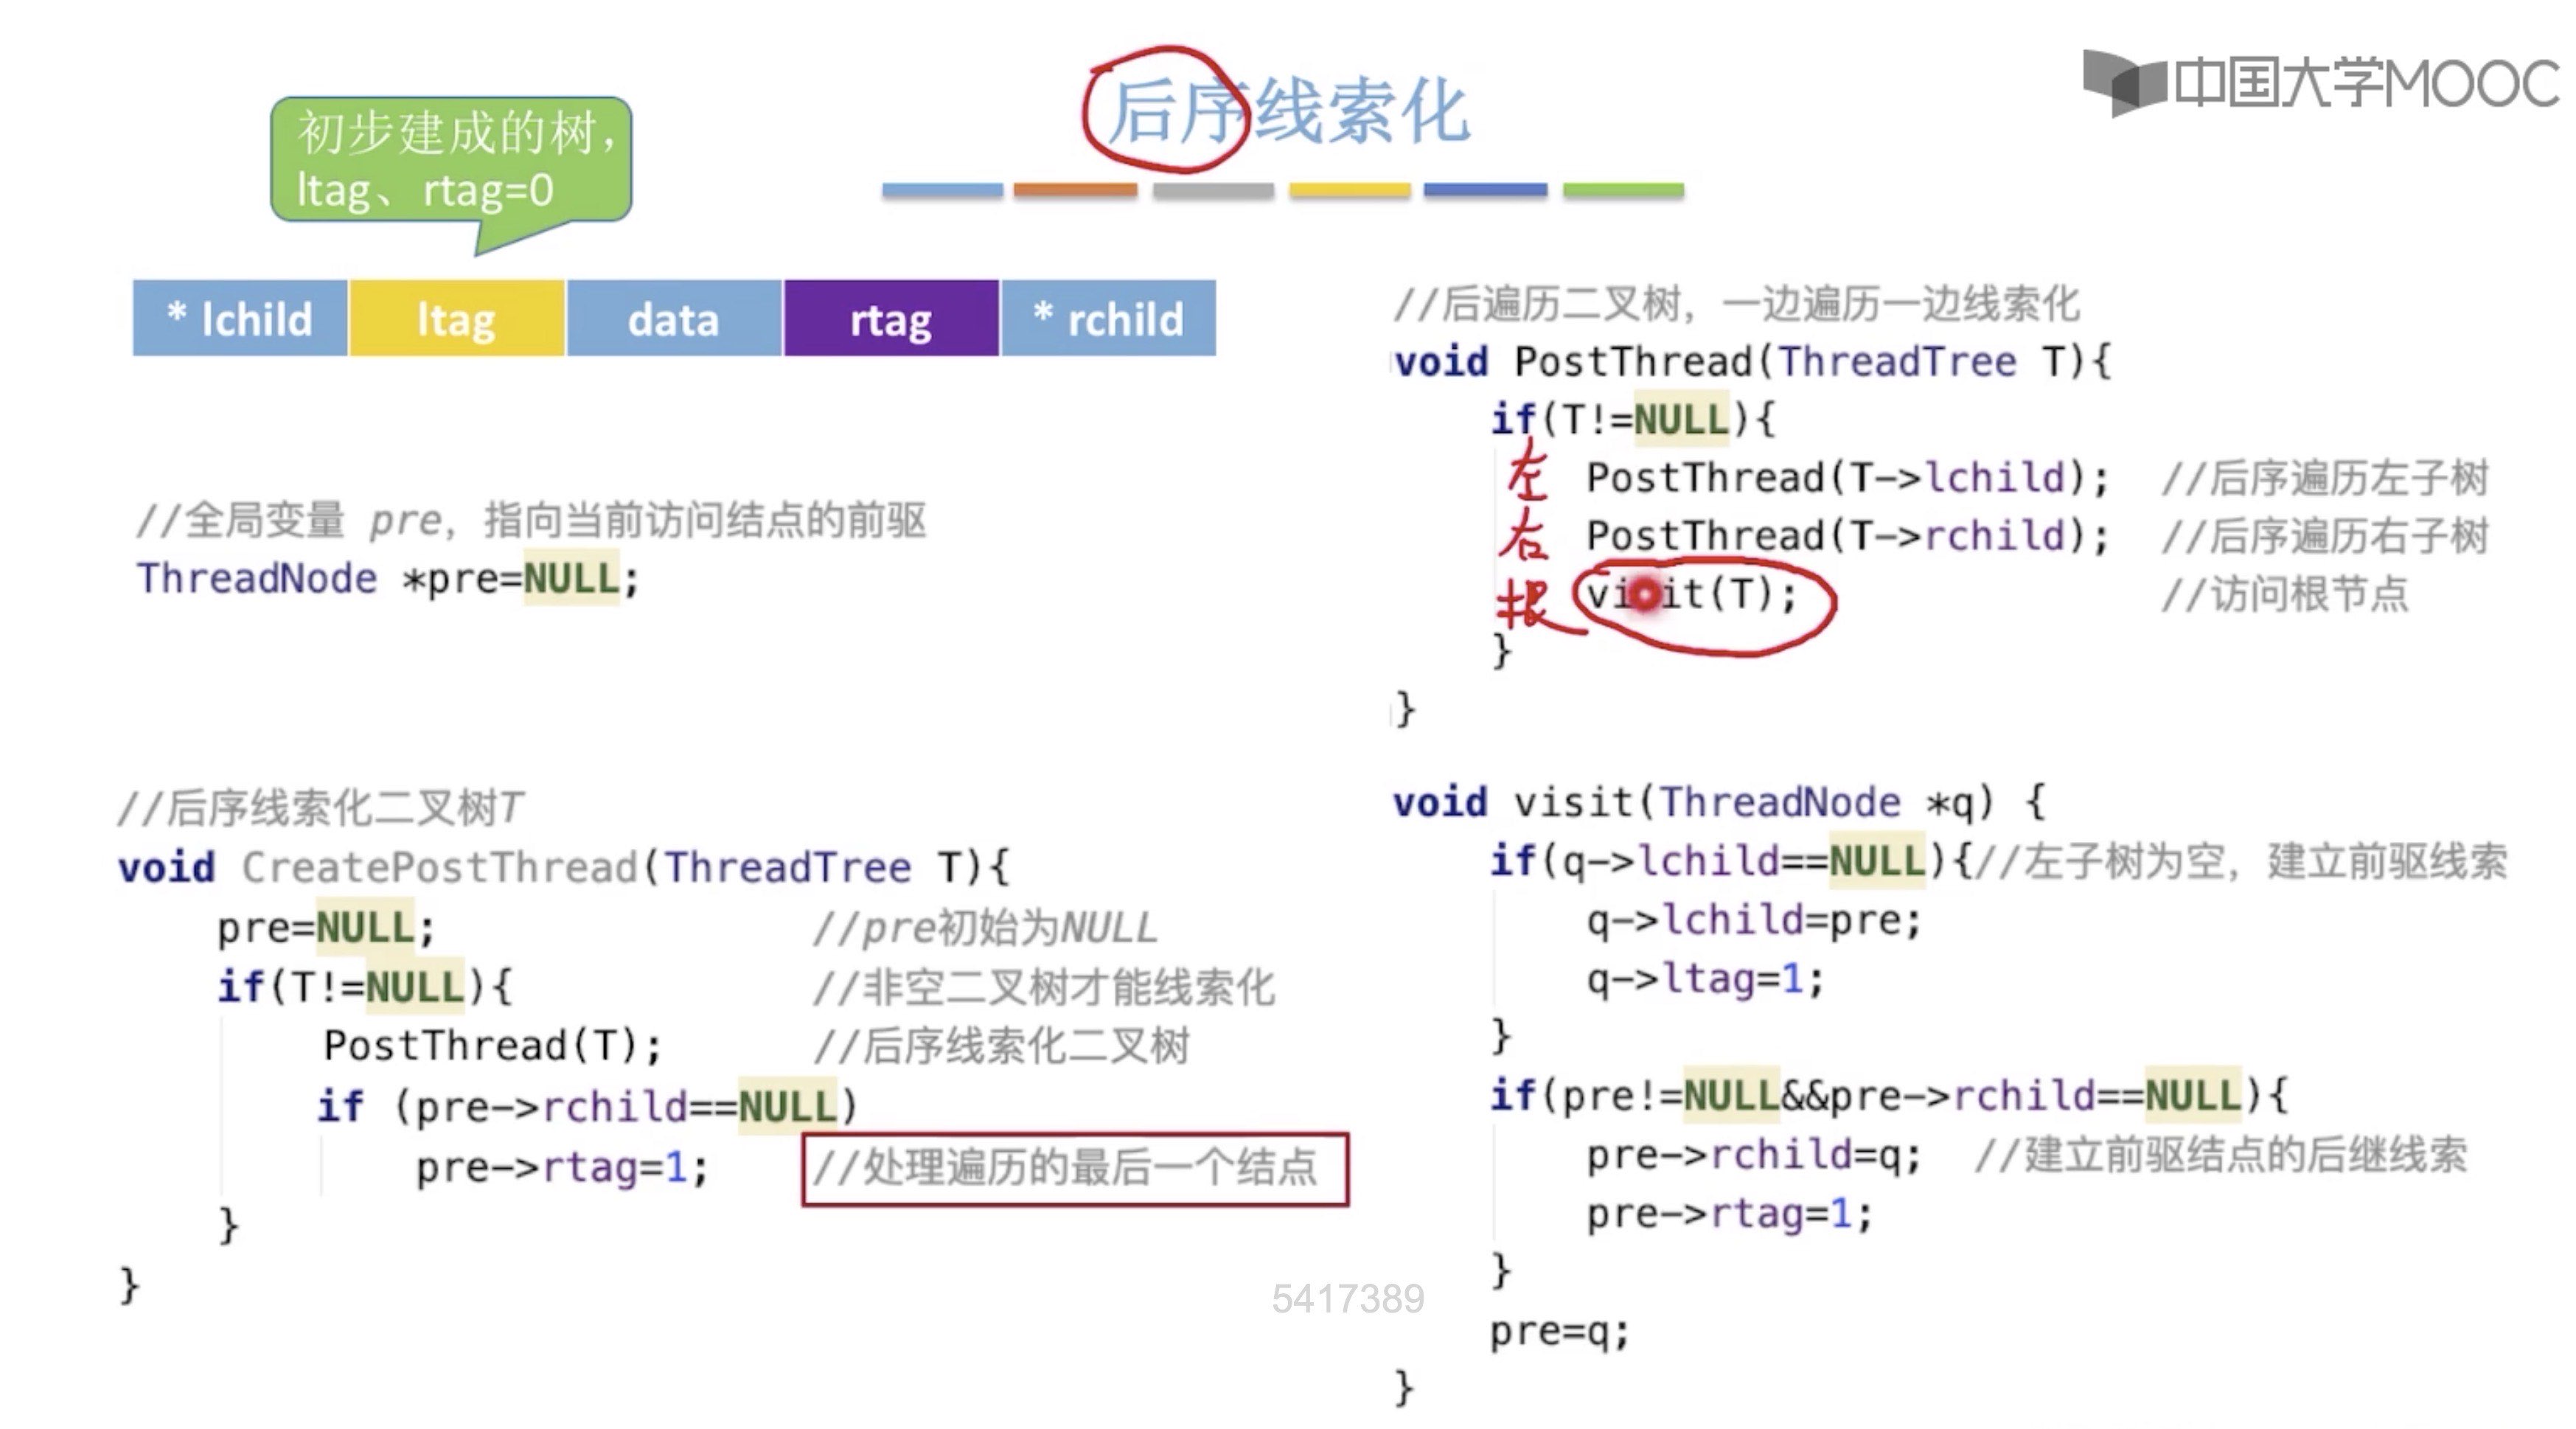 中国大学MOOC
后序线索化
初步建成的树，
ltag、rtag=0
* lchild ltag data rtag * rchild
//全局变量 pre，指向当前访问结点的前驱
ThreadNode *pre=NULL;
//后序线索化二叉树T
void CreatePostThread(ThreadTree T){
pre=NULL; //pre初始为NULL
if(T!=NULL){ //非空二叉树才能线索化
PostThread(T); //后序线索化二叉树
if (pre->rchild==NULL)
pre->rtag=1; //处理遍历的最后一个结点
}
}
//后遍历二叉树，一边遍历一边线索化
void PostThread(ThreadTree T){
if(T!=NULL){
左 PostThread(T->lchild); //后序遍历左子树
右 PostThread(T->rchild); //后序遍历右子树
根 visit(T); //访问根节点
}
}
void visit(ThreadNode *q) {
if(q->lchild==NULL){//左子树为空，建立前驱线索
q->lchild=pre;
q->ltag=1;
}
if(pre!=NULL&&pre->rchild==NULL){
pre->rchild=q; //建立前驱结点的后继线索
pre->rtag=1;
}
pre=q;
}
5417389